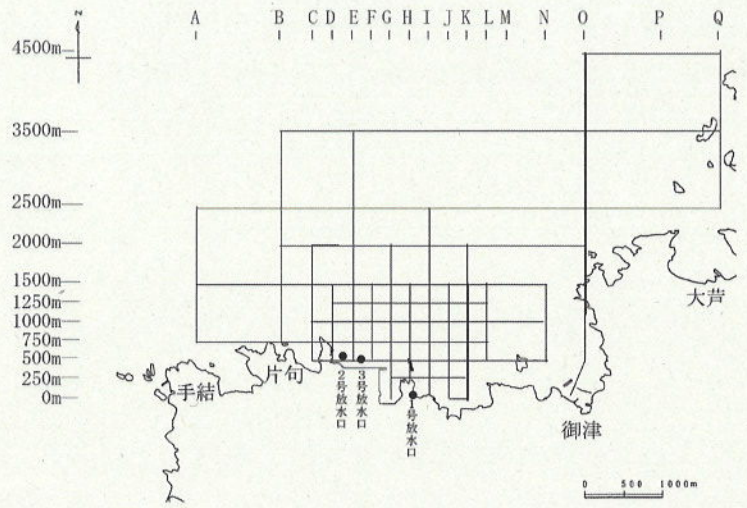 A B C D E F G H I J K L M N O P Q
N
4500m
3500m
2500m
2000m
1500m
1250m
1000m
750m
500m
250m
0m
手結
片句
2号放水口
3号放水口
1号放水口
御津
大芦
0 500 1000m